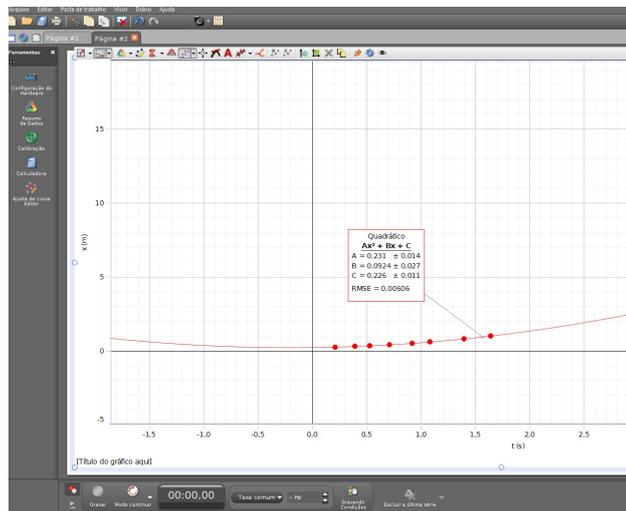 Arquivo Editar Pasta de trabalho Visor Diário Ajuda
Página #1 Página #2
Ferramentas
Configuração do Hardware
Resumo de Dados
Calibração
Calculadora
Ajuste de curva Editor
x (m)
15
10
5
0
-5
Quadrático
Ax² + Bx + C
A = 0,231 ± 0,014
B = 0,0924 ± 0,027
C = 0,226 ± 0,011
RMSE = 0,00606
-1,5 -1,0 -0,5 0,0 0,5 1,0 1,5 2,0 2,5
t (s)
[Título do gráfico aqui]
Gravar Modo contínuo 00:00,00 Taxa comum -- Hz Gravando Condições Excluir a última série